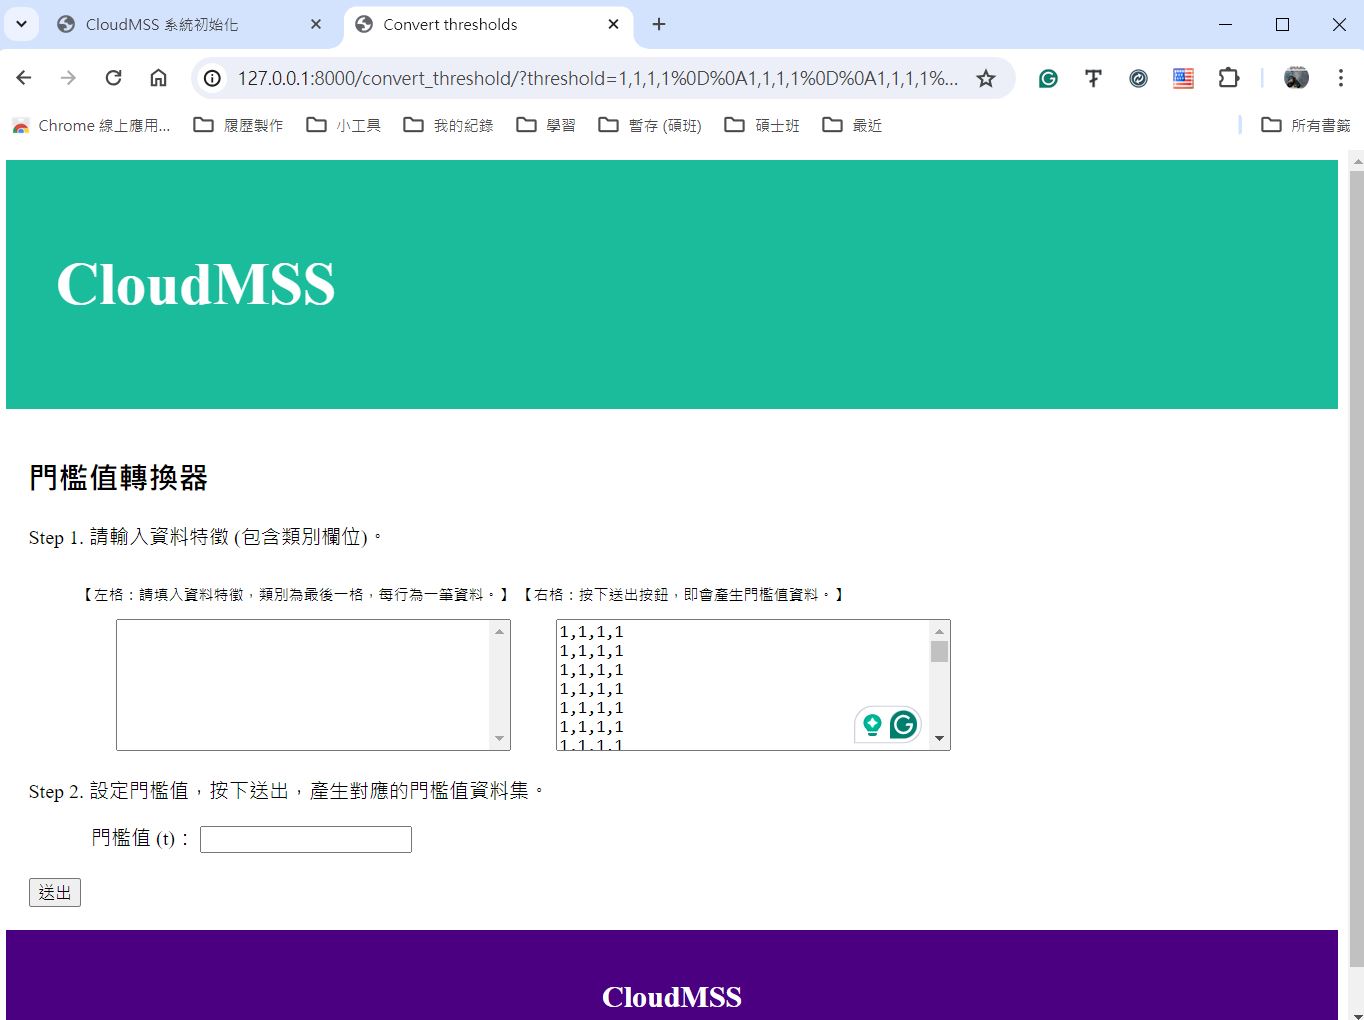 CloudMSS 系統初始化
Convert thresholds
127.0.0.1:8000/convert_threshold/?threshold=1,1,1,1%0D%0A1,1,1,1%0D%0A1,1,1,1%...
Chrome 線上應用... 履歷製作 小工具 我的紀錄 學習 暫存 (碩班) 碩士班 最近 所有書籤
CloudMSS
門檻值轉換器
Step 1. 請輸入資料特徵 (包含類別欄位)。
【左格：請填入資料特徵，類別為最後一格，每行為一筆資料。】 【右格：按下送出按鈕，即會產生門檻值資料。】
1,1,1,1
1,1,1,1
1,1,1,1
1,1,1,1
1,1,1,1
1,1,1,1
1,1,1,1
Step 2. 設定門檻值，按下送出，產生對應的門檻值資料集。
門檻值 (t)：
送出
CloudMSS